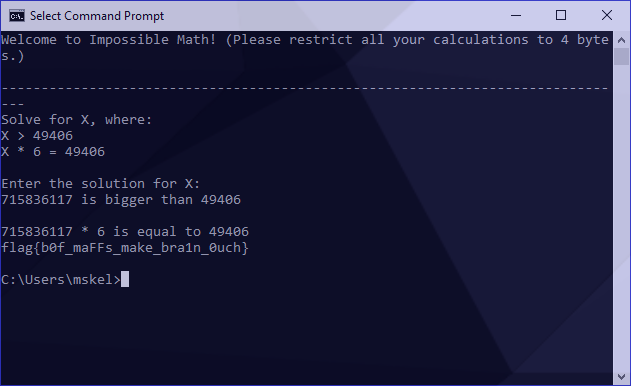 Select Command Prompt
Welcome to Impossible Math! (Please restrict all your calculations to 4 byte
s.)
----------------------------------------------------------------------------
---
Solve for X, where:
X > 49406
X * 6 = 49406
Enter the solution for X:
715836117 is bigger than 49406
715836117 * 6 is equal to 49406
flag{b0f_maFFs_make_bra1n_0uch}
C:\Users\mskel>